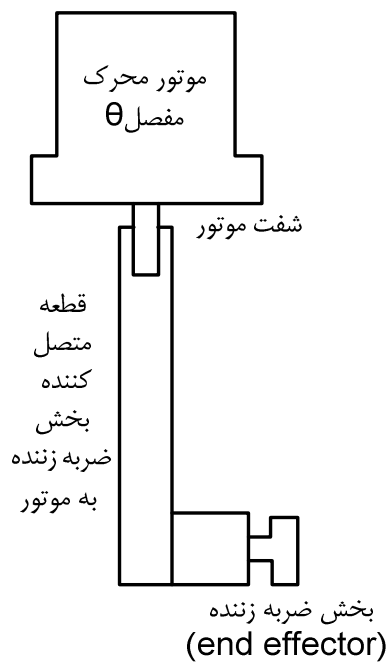 موتور محرک
مفصلθ
شفت موتور
قطعه
متصل
کننده
بخش
ضربه زننده
به موتور
بخش ضربه زننده
(end effector)